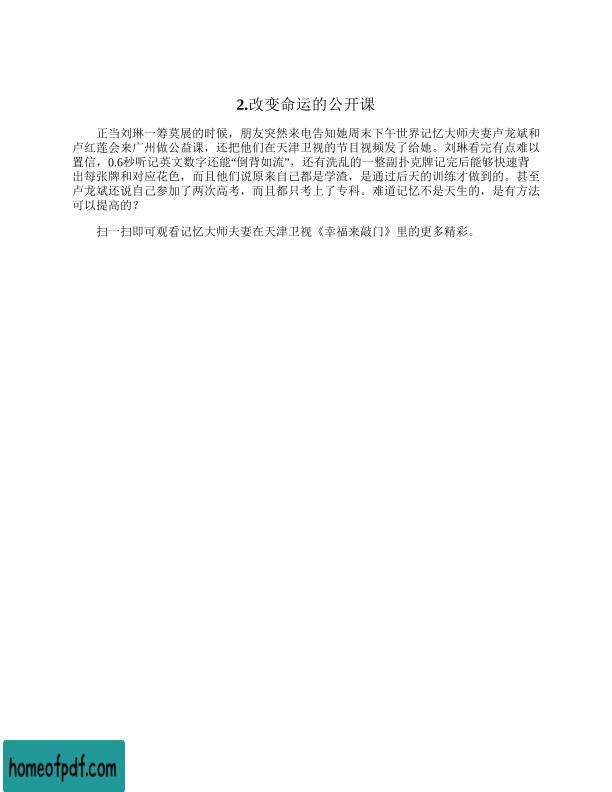 2.改变命运的公开课
正当刘琳一筹莫展的时候，朋友突然来电告知她周末下午世界记忆大师夫妻卢龙斌和
卢红莲会来广州做公益课，还把他们在天津卫视的节目视频发了给她。刘琳看完有点难以
置信，0.6秒听记英文数字还能“倒背如流”，还有洗乱的一整副扑克牌记完后能够快速背
出每张牌和对应花色，而且他们说原来自己都是学渣，是通过后天的训练才做到的。甚至
卢龙斌还说自己参加了两次高考，而且都只考上了专科。难道记忆不是天生的，是有方法
可以提高的？
扫一扫即可观看记忆大师夫妻在天津卫视《幸福来敲门》里的更多精彩。
homeofpdf.com